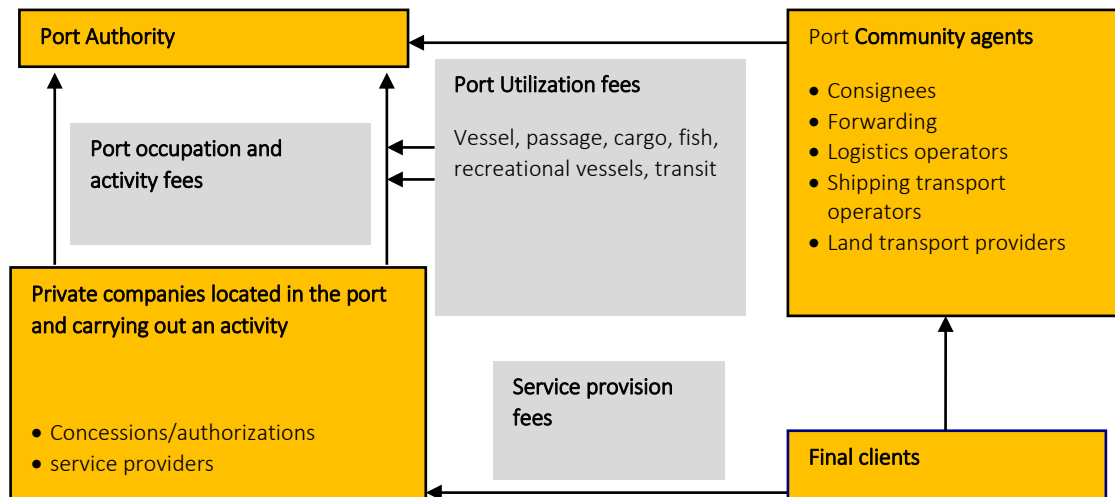 Port Authority
Port Community agents
• Consignees
• Forwarding
• Logistics operators
• Shipping transport
operators
• Land transport providers
Port Utilization fees
Vessel, passage, cargo, fish,
recreational vessels, transit
Port occupation and
activity fees
Private companies located in the port
and carrying out an activity
• Concessions/authorizations
• service providers
Service provision
fees
Final clients